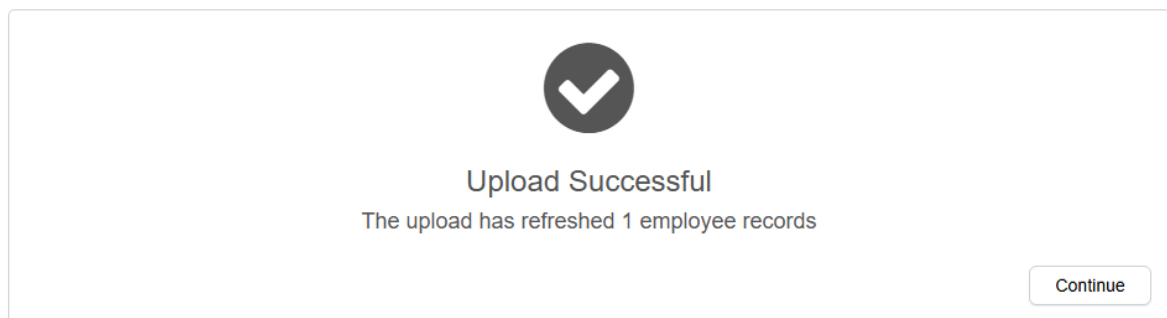 Upload Successful
The upload has refreshed 1 employee records
Continue